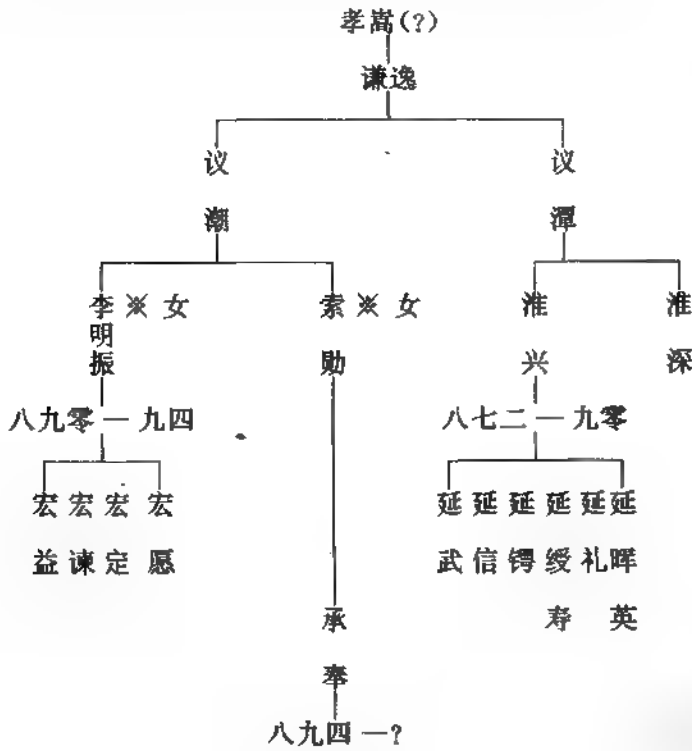 孝嵩(?)
谦逸
议潮
议潭
李明振 ※ 女
索勋 ※ 女
淮兴
淮深
八九零 — 九四
八七二 — 九零
宏益
宏谏
宏定
宏愿
延武
延信
延锷
延绶寿
延礼
延晖英
承奉
八九四 —?